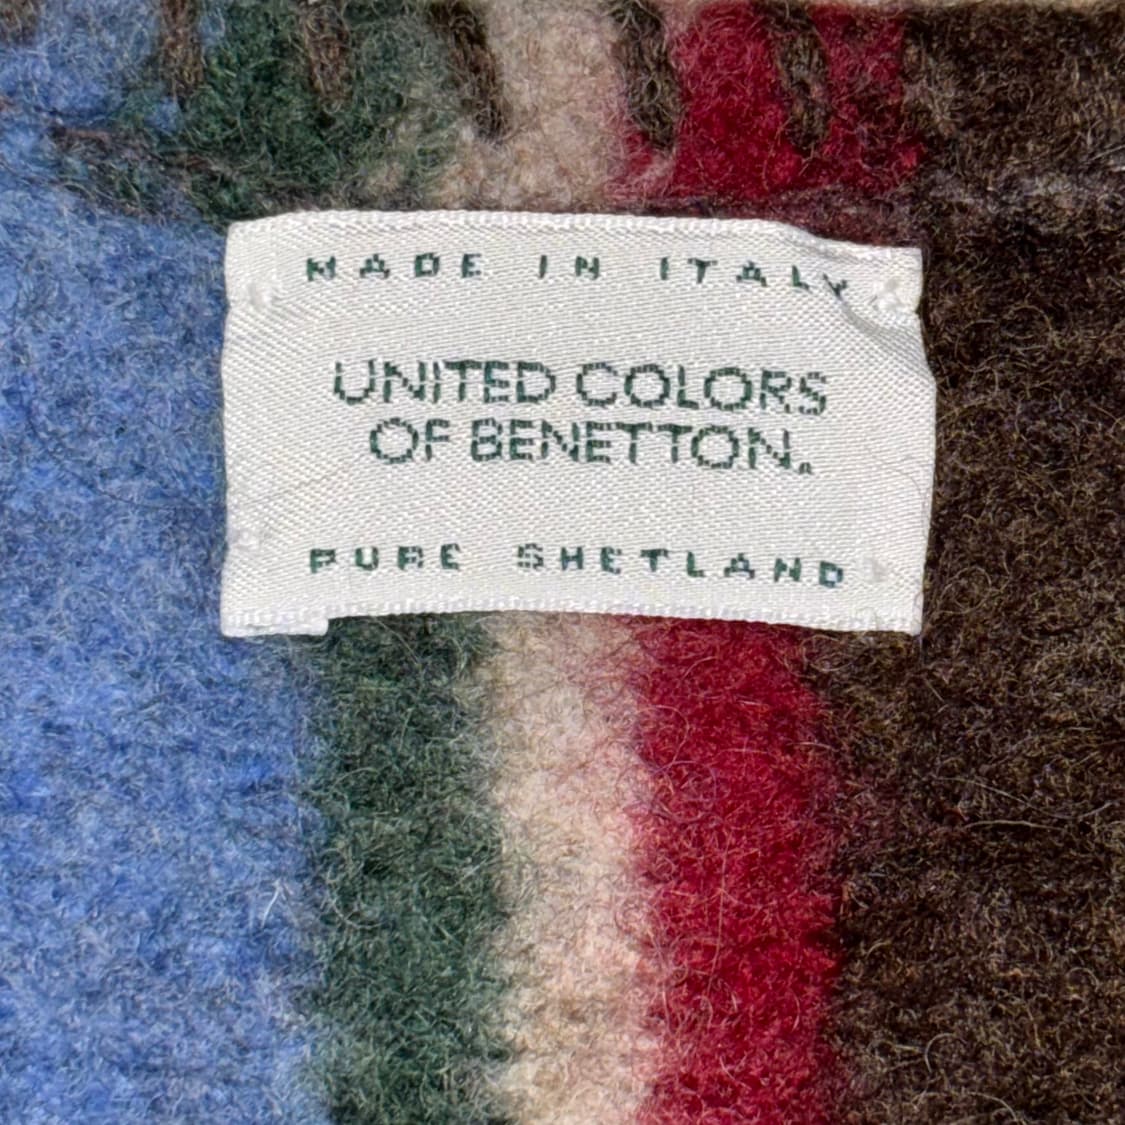 MADE IN ITALY
UNITED COLORS
OF BENETTON.
PURE SHETLAND